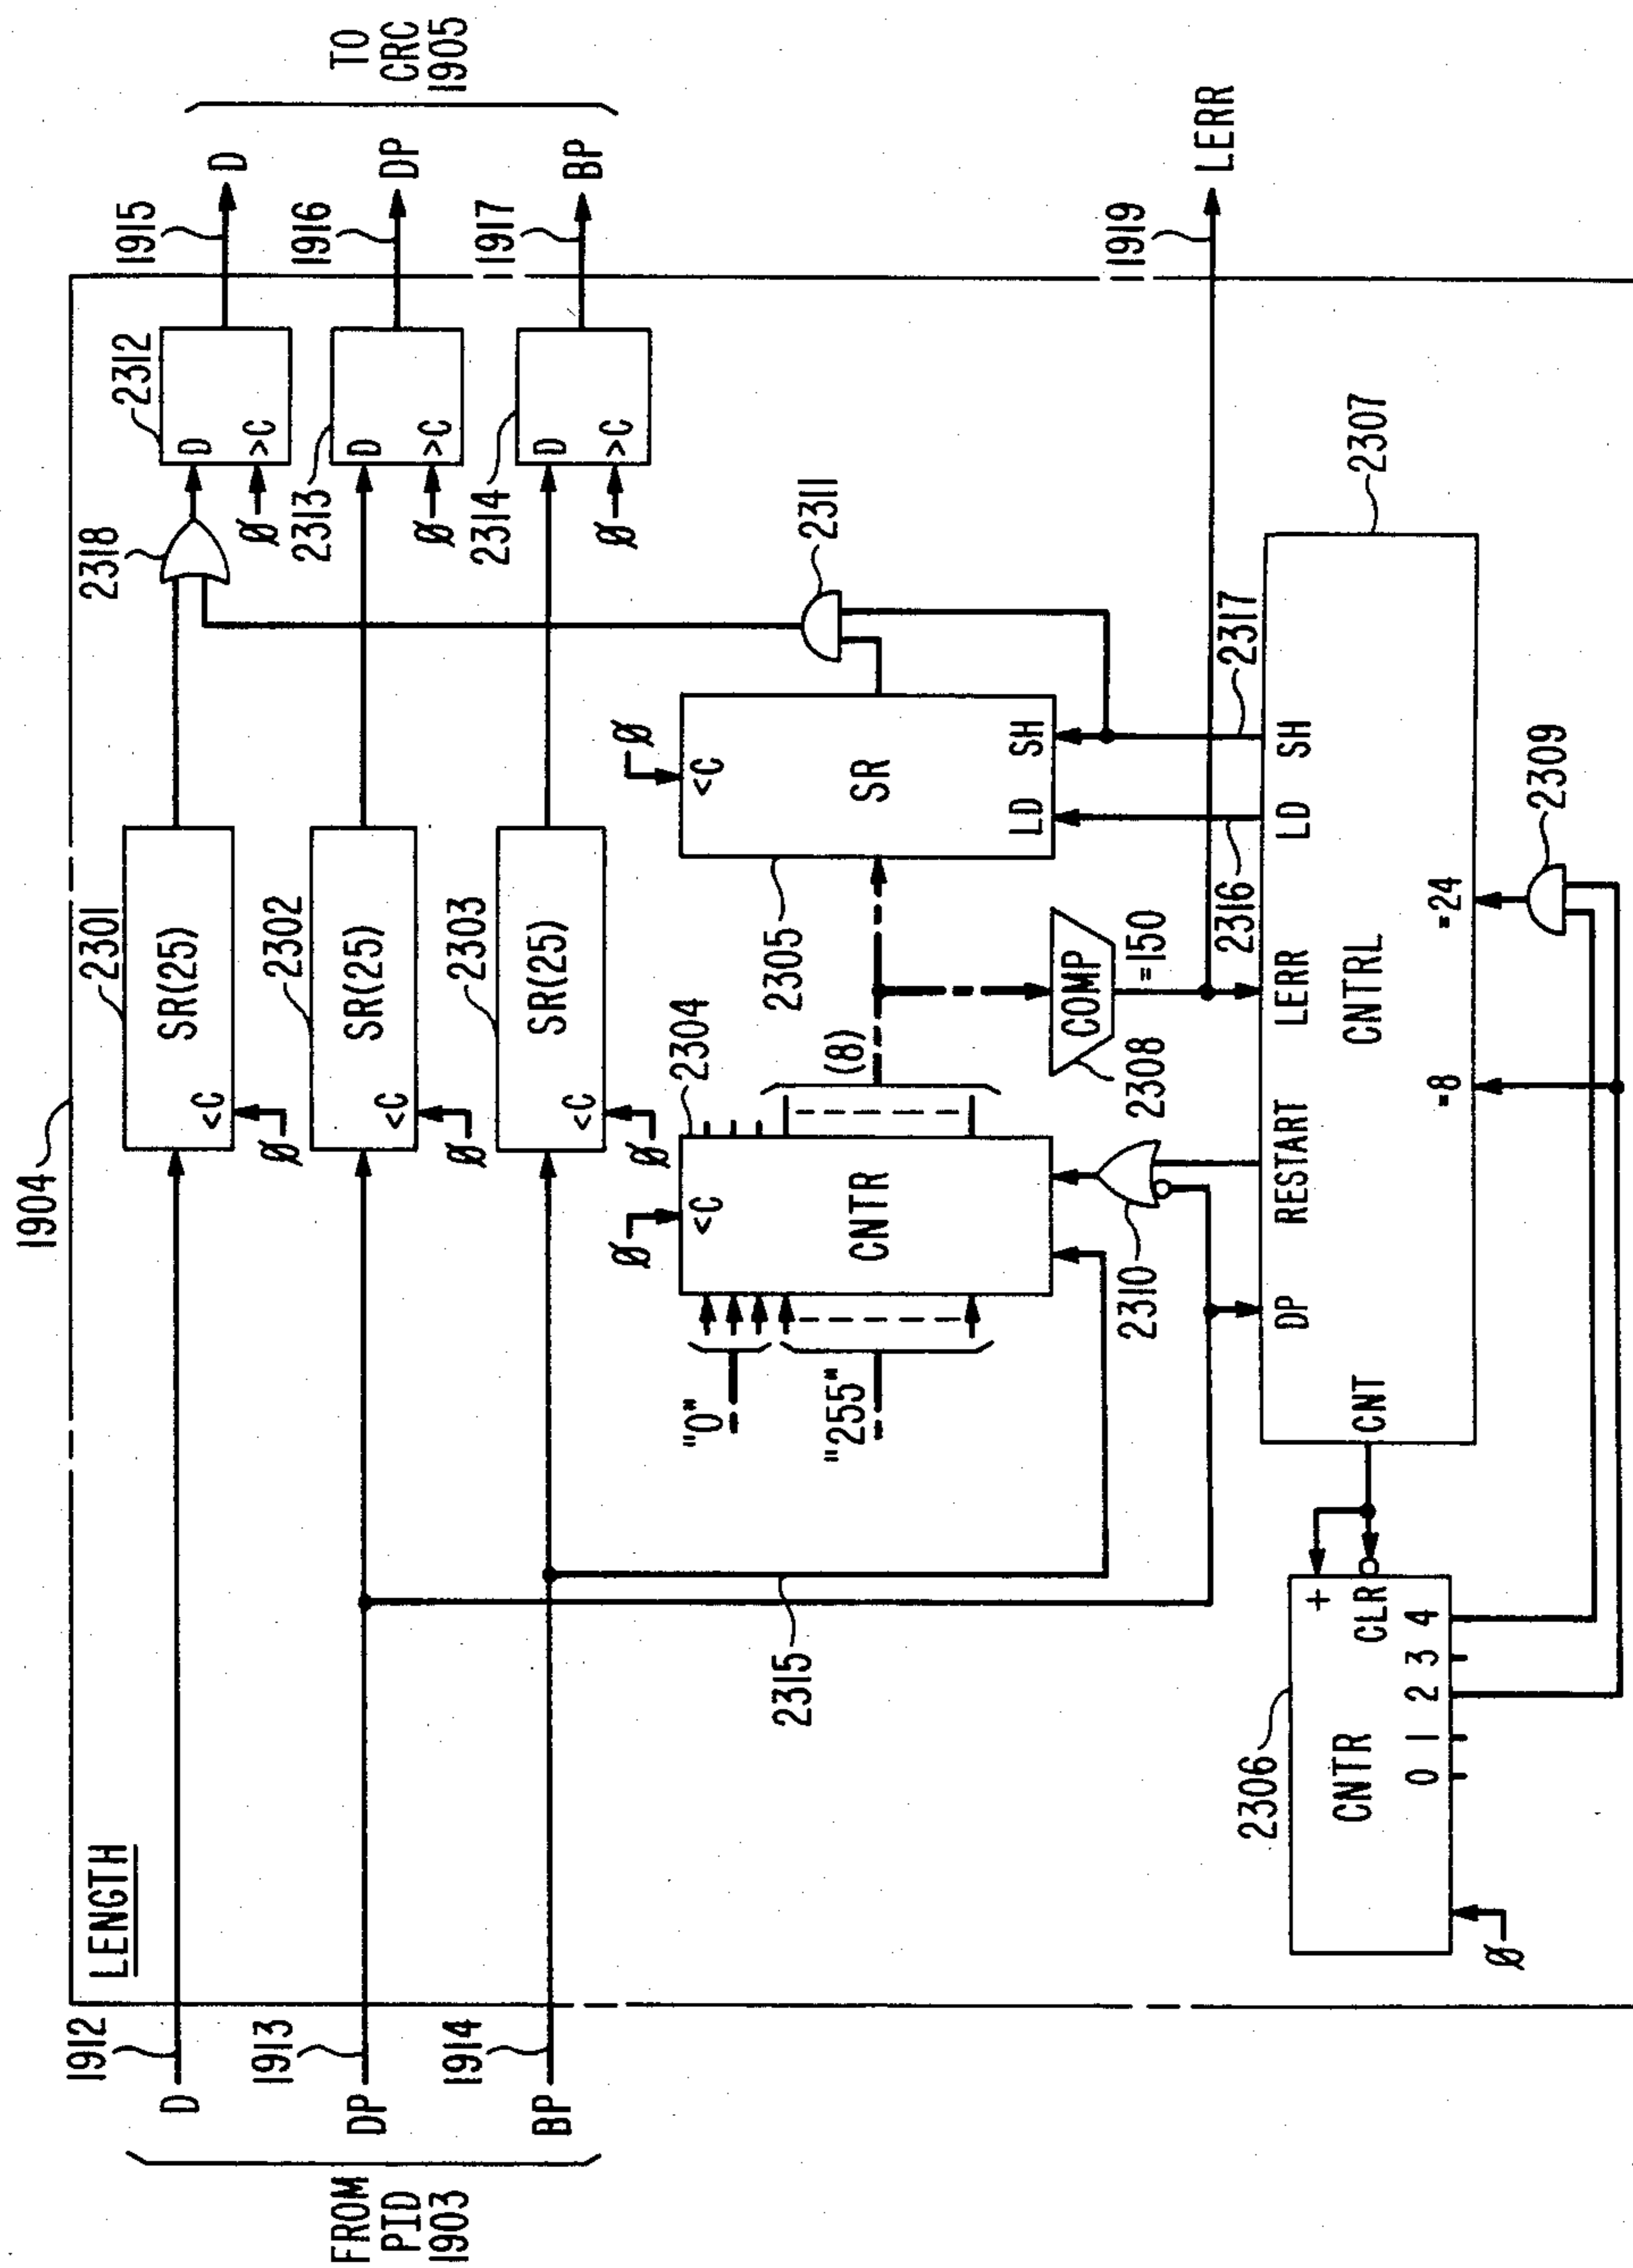 LENGTH
1904
FROM
PID
1903
D
1912
DP
1913
BP
1914
2301
SR(25)
<C
Ø
2302
SR(25)
<C
Ø
2303
SR(25)
<C
Ø
2318
2312
D
>C
Ø
2313
D
>C
Ø
2314
D
>C
Ø
1915
D
1916
DP
1917
BP
TO
CRC
1905
2315
"0"
"255"
Ø
<C
CNTR
2304
(8)
2305
Ø
<C
SR
LD
SH
2311
2310
2308
COMP
=150
2316
2317
1919
LERR
DP
RESTART
LERR
LD
SH
CNT
CNTRL
=8
=24
2307
2309
2306
CNTR
+
CLR
0
1
2
3
4
Ø